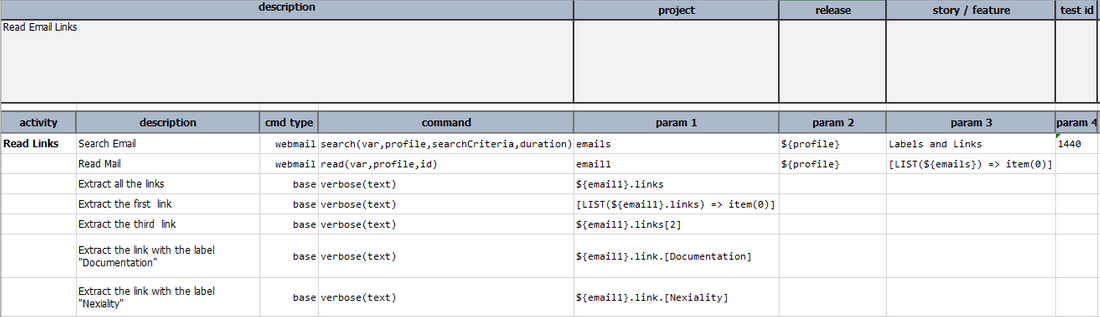 description project release story / feature test id
Read Email Links
activity description cmd type command param 1 param 2 param 3 param 4
Read Links Search Email webmail search(var,profile,searchCriteria,duration) emails ${profile} Labels and Links 1440
Read Mail webmail read(var,profile,id) email1 ${profile} [LIST(${emails}) => item(0)]
Extract all the links base verbose(text) ${email1}.links
Extract the first link base verbose(text) [LIST(${email1}.links) => item(0)]
Extract the third link base verbose(text) ${email1}.links[2]
Extract the link with the label
"Documentation" base verbose(text) ${email1}.link.[Documentation]
Extract the link with the label
"Nexiality" base verbose(text) ${email1}.link.[Nexiality]